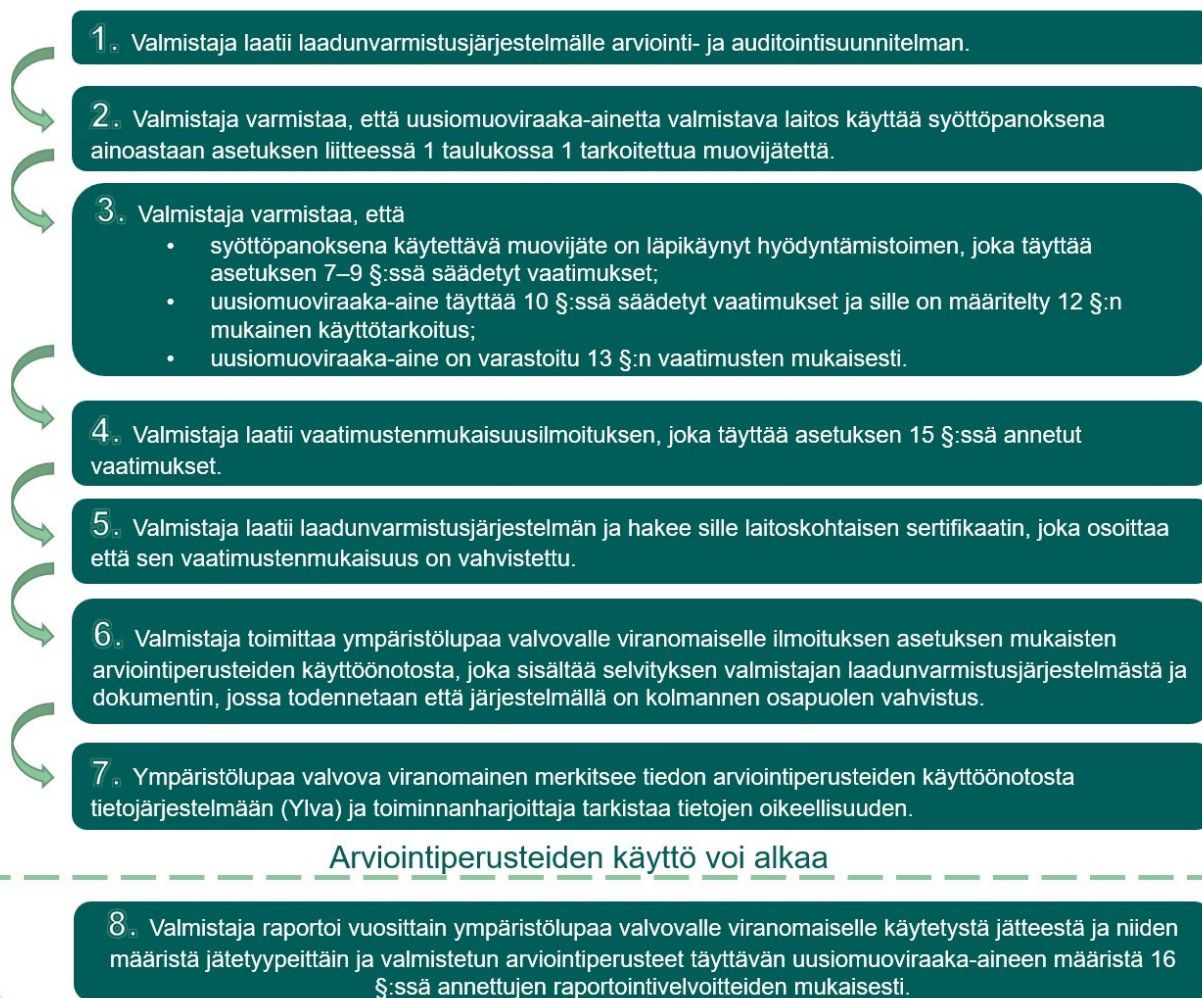 1. Valmistaja laatii laadunvarmistusjärjestelmälle arviointi- ja auditointisuunnitelman.
2. Valmistaja varmistaa, että uusiomuoviraaka-ainetta valmistava laitos käyttää syöttöpanoksena
ainoastaan asetuksen liitteessä 1 taulukossa 1 tarkoitettua muovijätettä.
3. Valmistaja varmistaa, että
• syöttöpanoksena käytettävä muovijäte on läpikäynyt hyödyntämistoimen, joka täyttää
asetuksen 7–9 §:ssä säädetyt vaatimukset;
• uusiomuoviraaka-aine täyttää 10 §:ssä säädetyt vaatimukset ja sille on määritelty 12 §:n
mukainen käyttötarkoitus;
• uusiomuoviraaka-aine on varastoitu 13 §:n vaatimusten mukaisesti.
4. Valmistaja laatii vaatimustenmukaisuusilmoituksen, joka täyttää asetuksen 15 §:ssä annetut
vaatimukset.
5. Valmistaja laatii laadunvarmistusjärjestelmän ja hakee sille laitoskohtaisen sertifikaatin, joka osoittaa
että sen vaatimustenmukaisuus on vahvistettu.
6. Valmistaja toimittaa ympäristölupaa valvovalle viranomaiselle ilmoituksen asetuksen mukaisten
arviointiperusteiden käyttöönotosta, joka sisältää selvityksen valmistajan laadunvarmistusjärjestelmästä ja
dokumentin, jossa todennetaan että järjestelmällä on kolmannen osapuolen vahvistus.
7. Ympäristölupaa valvova viranomainen merkitsee tiedon arviointiperusteiden käyttöönotosta
tietojärjestelmään (Ylva) ja toiminnanharjoittaja tarkistaa tietojen oikeellisuuden.
Arviointiperusteiden käyttö voi alkaa
8. Valmistaja raportoi vuosittain ympäristölupaa valvovalle viranomaiselle käytetystä jätteestä ja niiden
määristä jätetyypeittäin ja valmistetun arviointiperusteet täyttävän uusiomuoviraaka-aineen määristä 16
§:ssä annettujen raportointivelvoitteiden mukaisesti.